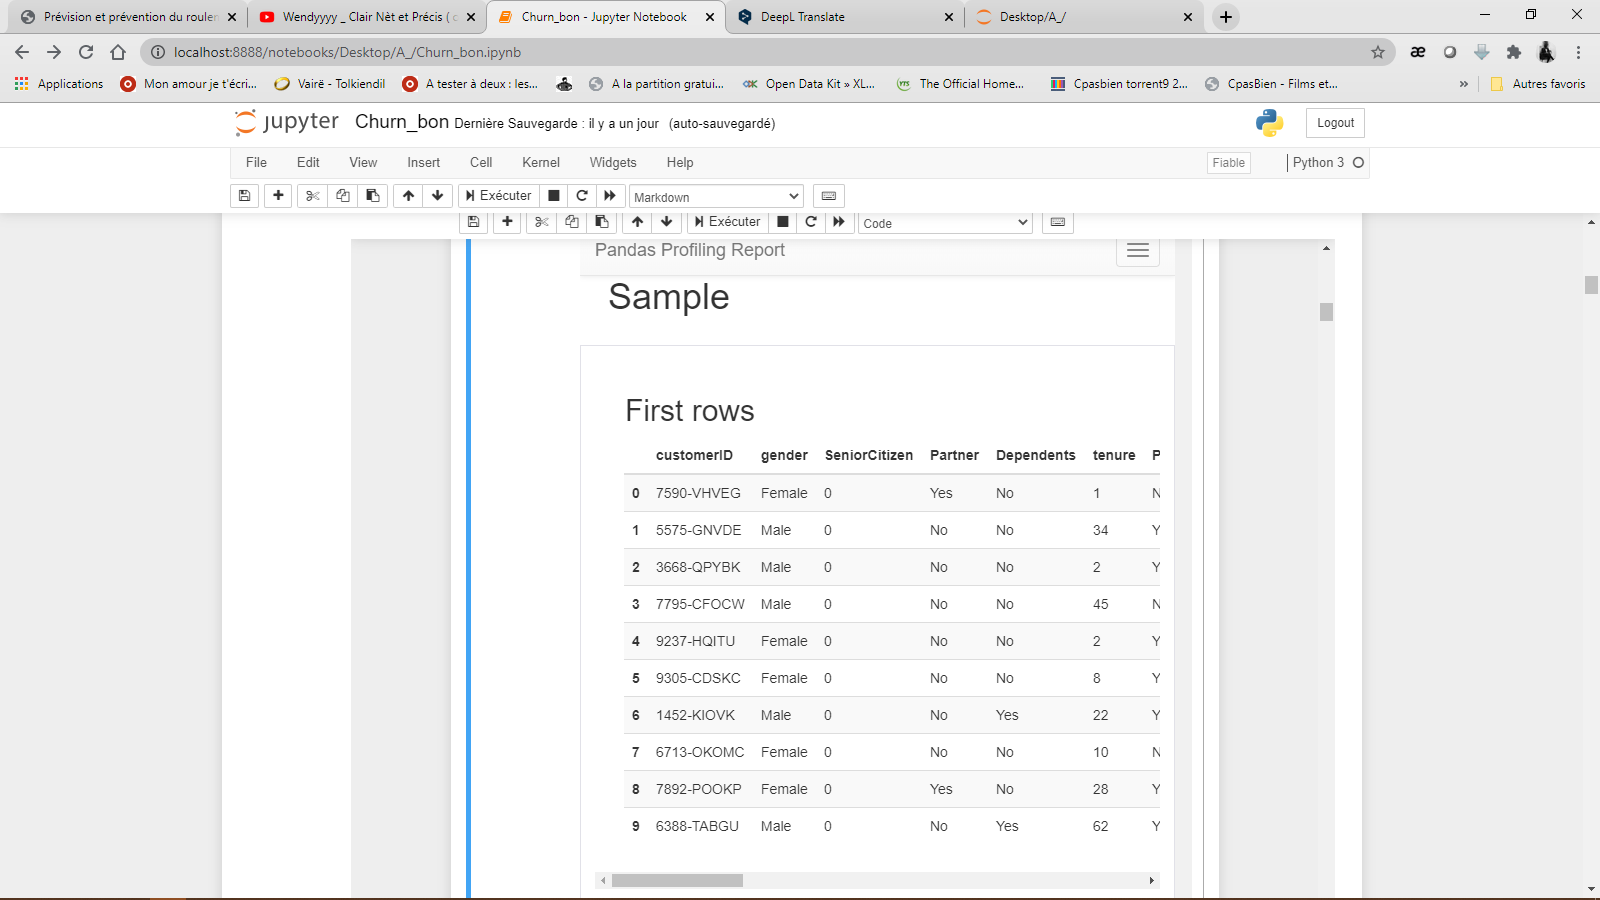 Prévision et prévention du rouler
Wendyyyy _ Clair Nèt et Précis ( c
Churn_bon - Jupyter Notebook
DeepL Translate
Desktop/A_/
localhost:8888/notebooks/Desktop/A_/Churn_bon.ipynb
æ
Applications
Mon amour je t'écri...
Vairë - Tolkiendil
A tester à deux : les...
A la partition gratui...
Open Data Kit » XL...
The Official Home...
Cpasbien torrent9 2...
CpasBien - Films et...
»
Autres favoris
jupyter Churn_bon Dernière Sauvegarde : il y a un jour (auto-sauvegardé)
Logout
File Edit View Insert Cell Kernel Widgets Help
Fiable
Python 3
Exécuter
Markdown
Exécuter
Code
Pandas Profiling Report
Sample
First rows
customerID gender SeniorCitizen Partner Dependents tenure P
0 7590-VHVEG Female 0 Yes No 1 N
1 5575-GNVDE Male 0 No No 34 Y
2 3668-QPYBK Male 0 No No 2 Y
3 7795-CFOCW Male 0 No No 45 N
4 9237-HQITU Female 0 No No 2 Y
5 9305-CDSKC Female 0 No No 8 Y
6 1452-KIOVK Male 0 No Yes 22 Y
7 6713-OKOMC Female 0 No No 10 N
8 7892-POOKP Female 0 Yes No 28 Y
9 6388-TABGU Male 0 No Yes 62 Y